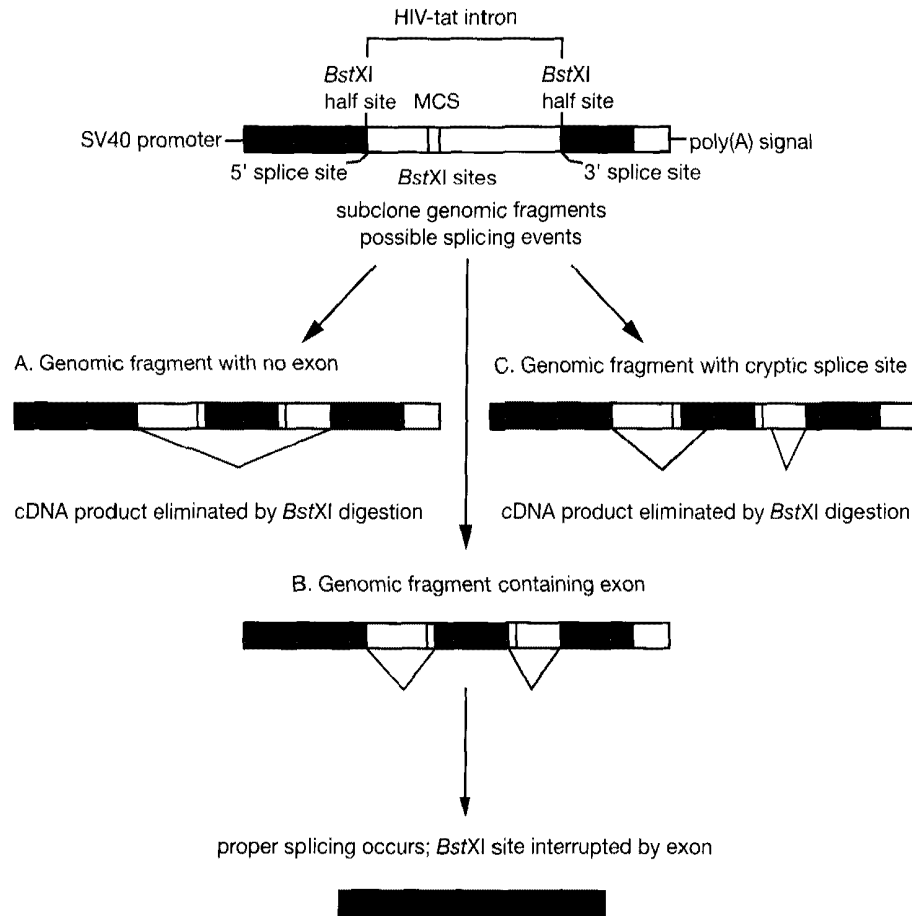 HIV-tat intron
BstXI
half site
MCS
BstXI
half site
SV40 promoter
poly(A) signal
5' splice site
BstXI sites
3' splice site
subclone genomic fragments
possible splicing events
A. Genomic fragment with no exon
C. Genomic fragment with cryptic splice site
cDNA product eliminated by BstXI digestion
cDNA product eliminated by BstXI digestion
B. Genomic fragment containing exon
proper splicing occurs; BstXI site interrupted by exon